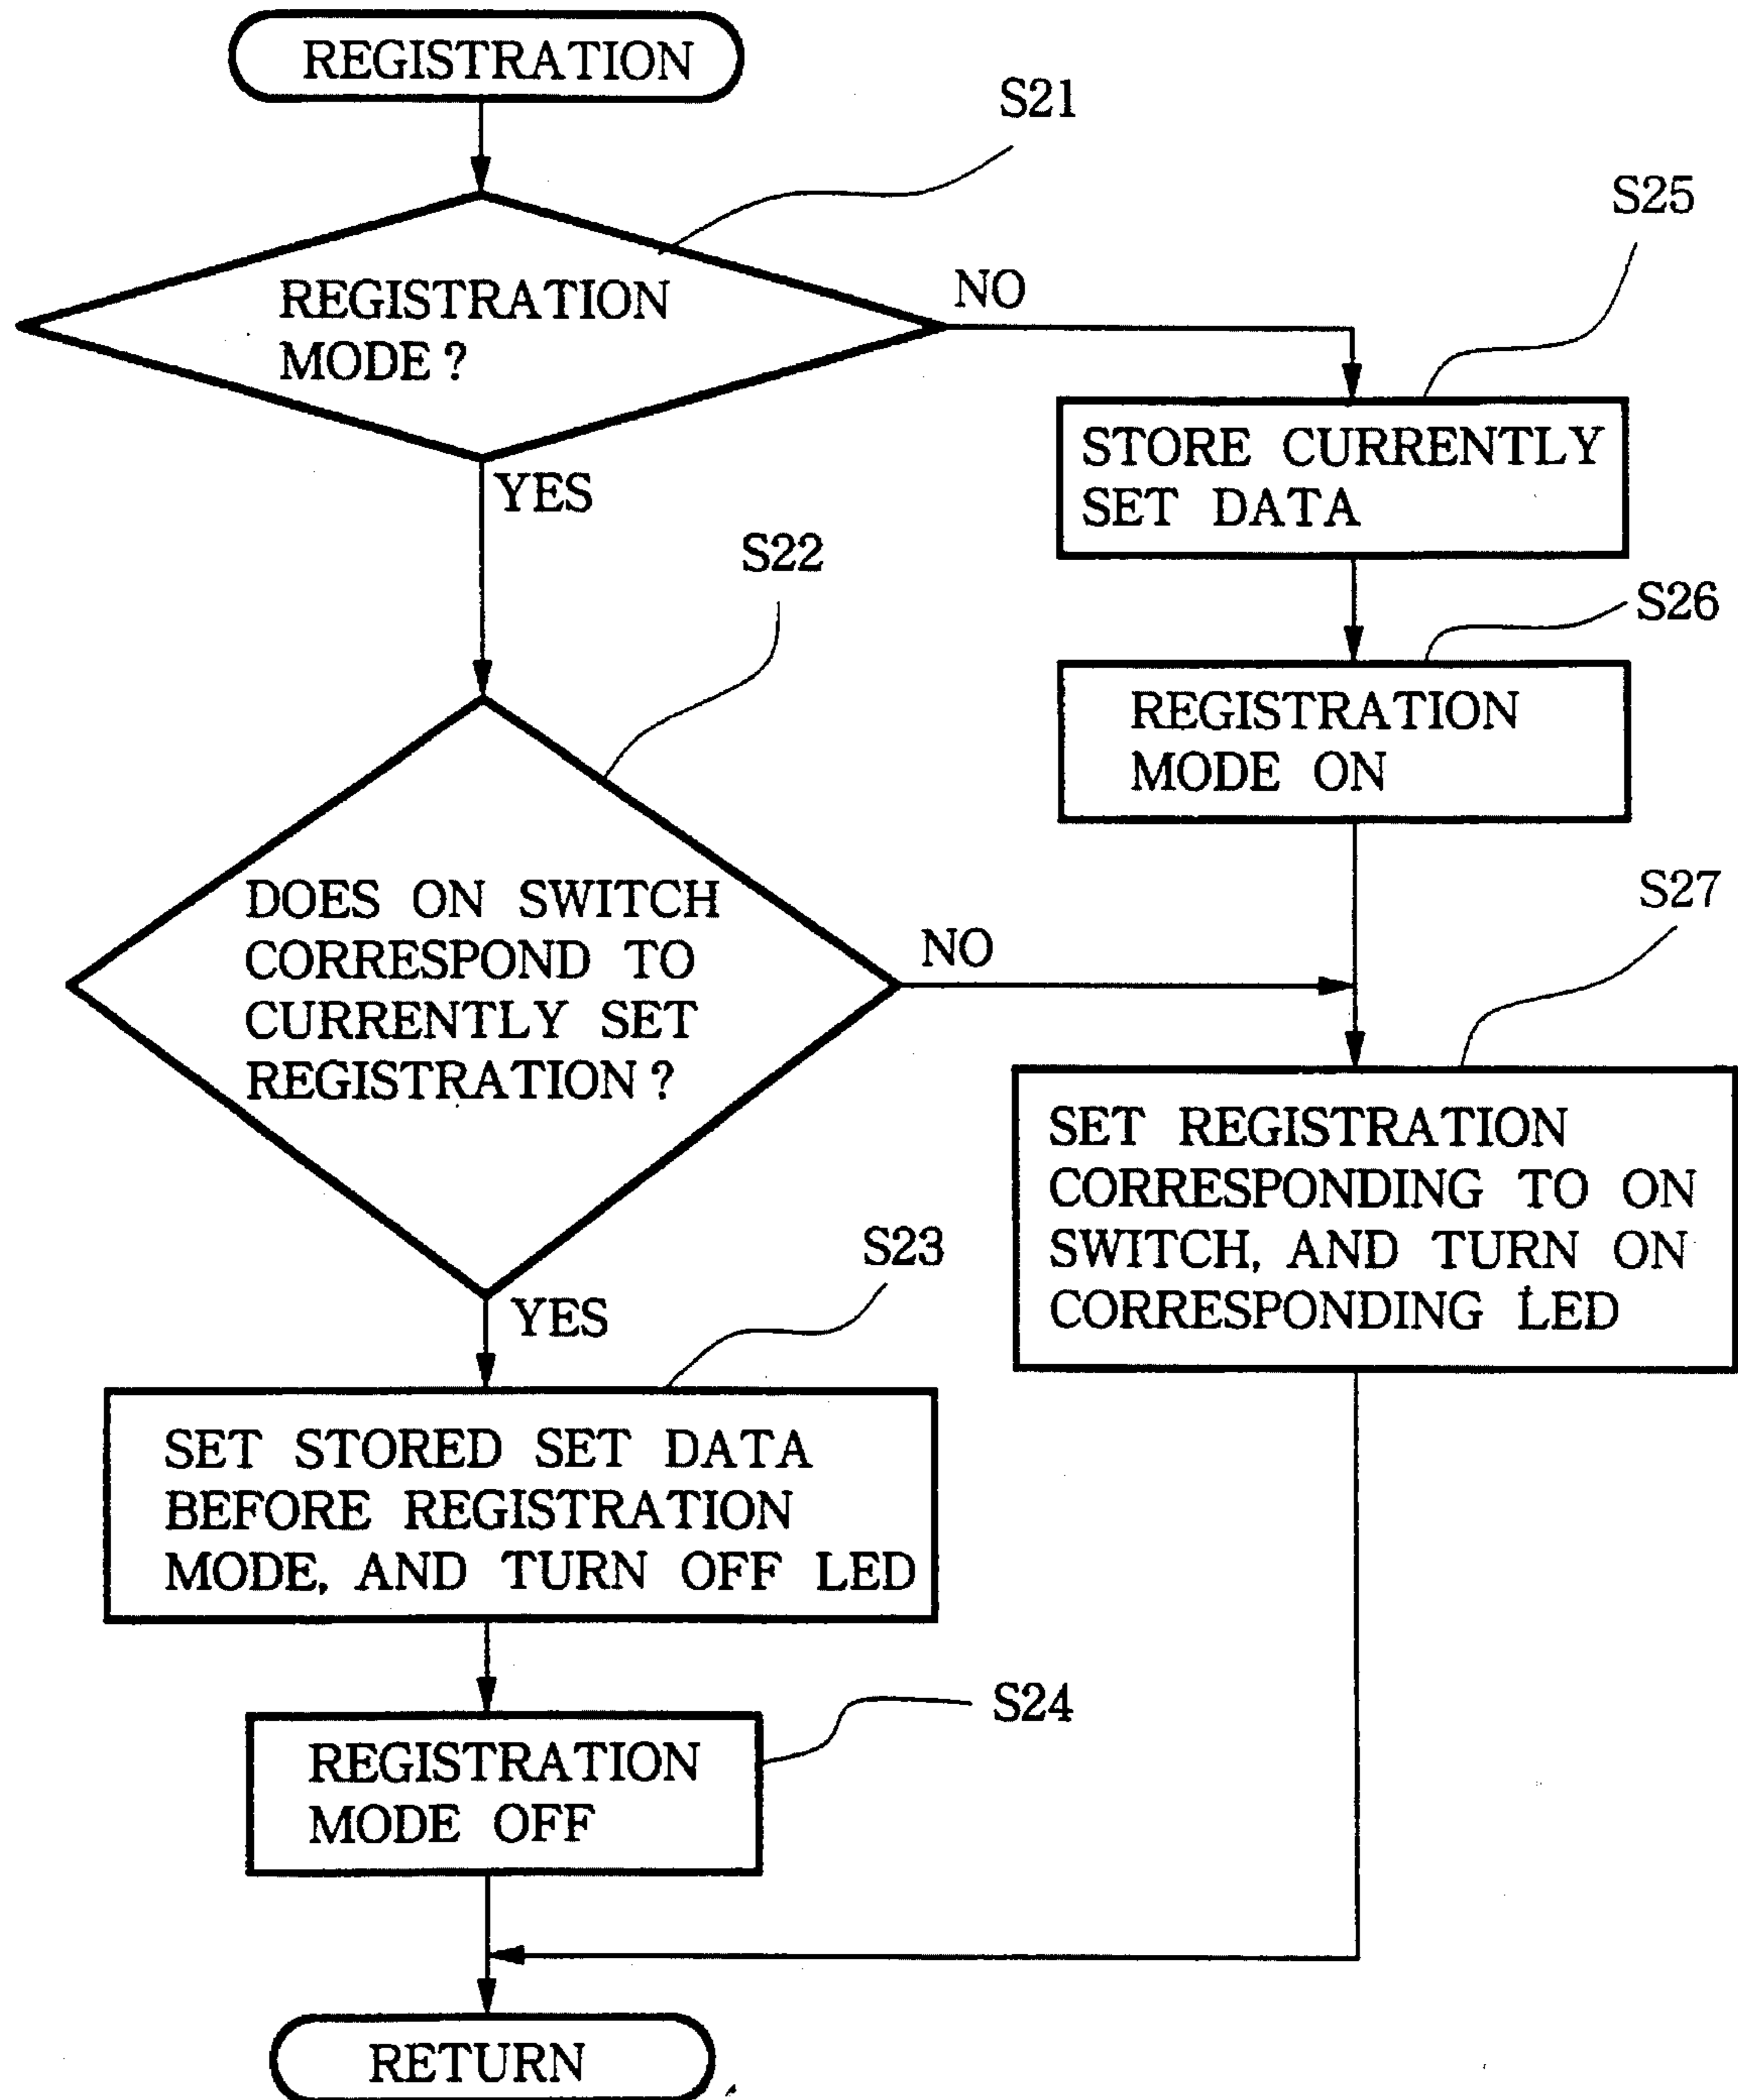 REGISTRATION
S21
REGISTRATION
MODE?
NO
YES
S25
STORE CURRENTLY
SET DATA
S26
REGISTRATION
MODE ON
S22
DOES ON SWITCH
CORRESPOND TO
CURRENTLY SET
REGISTRATION?
NO
YES
S27
SET REGISTRATION
CORRESPONDING TO ON
SWITCH, AND TURN ON
CORRESPONDING LED
S23
SET STORED SET DATA
BEFORE REGISTRATION
MODE, AND TURN OFF LED
S24
REGISTRATION
MODE OFF
RETURN